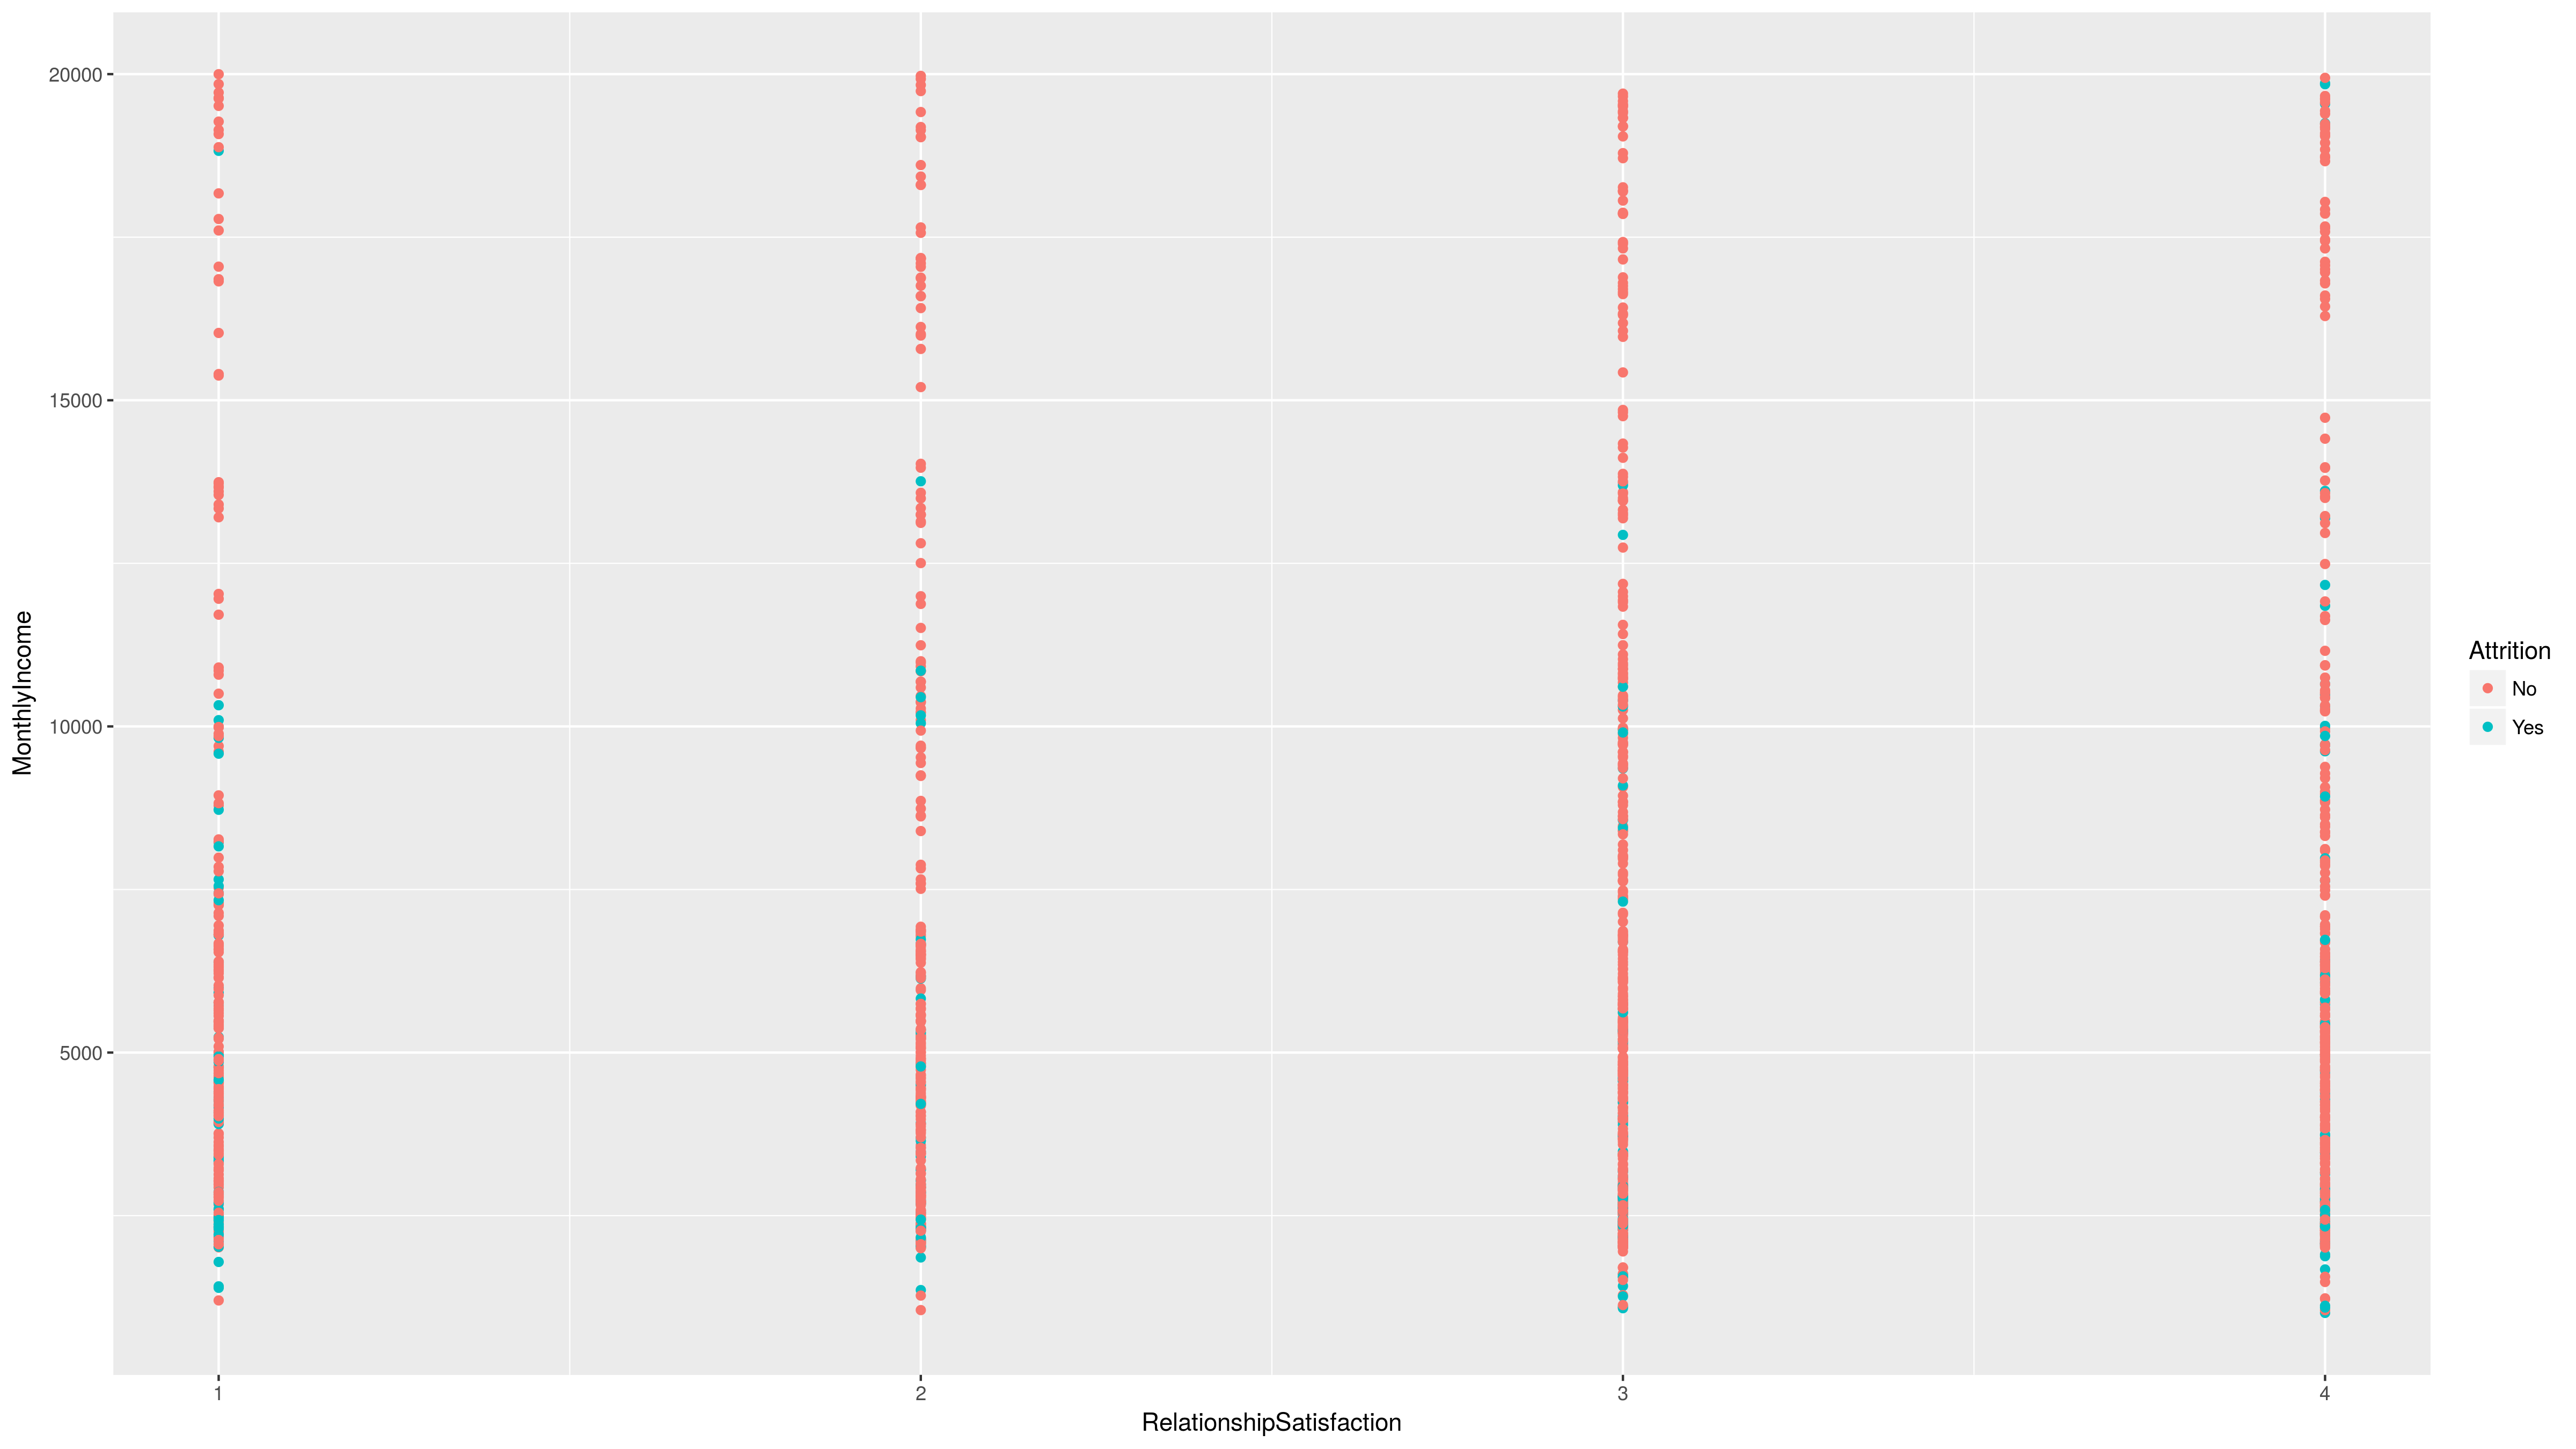 20000
15000
10000
5000
MonthlyIncome
1
2
3
4
RelationshipSatisfaction
Attrition
No
Yes